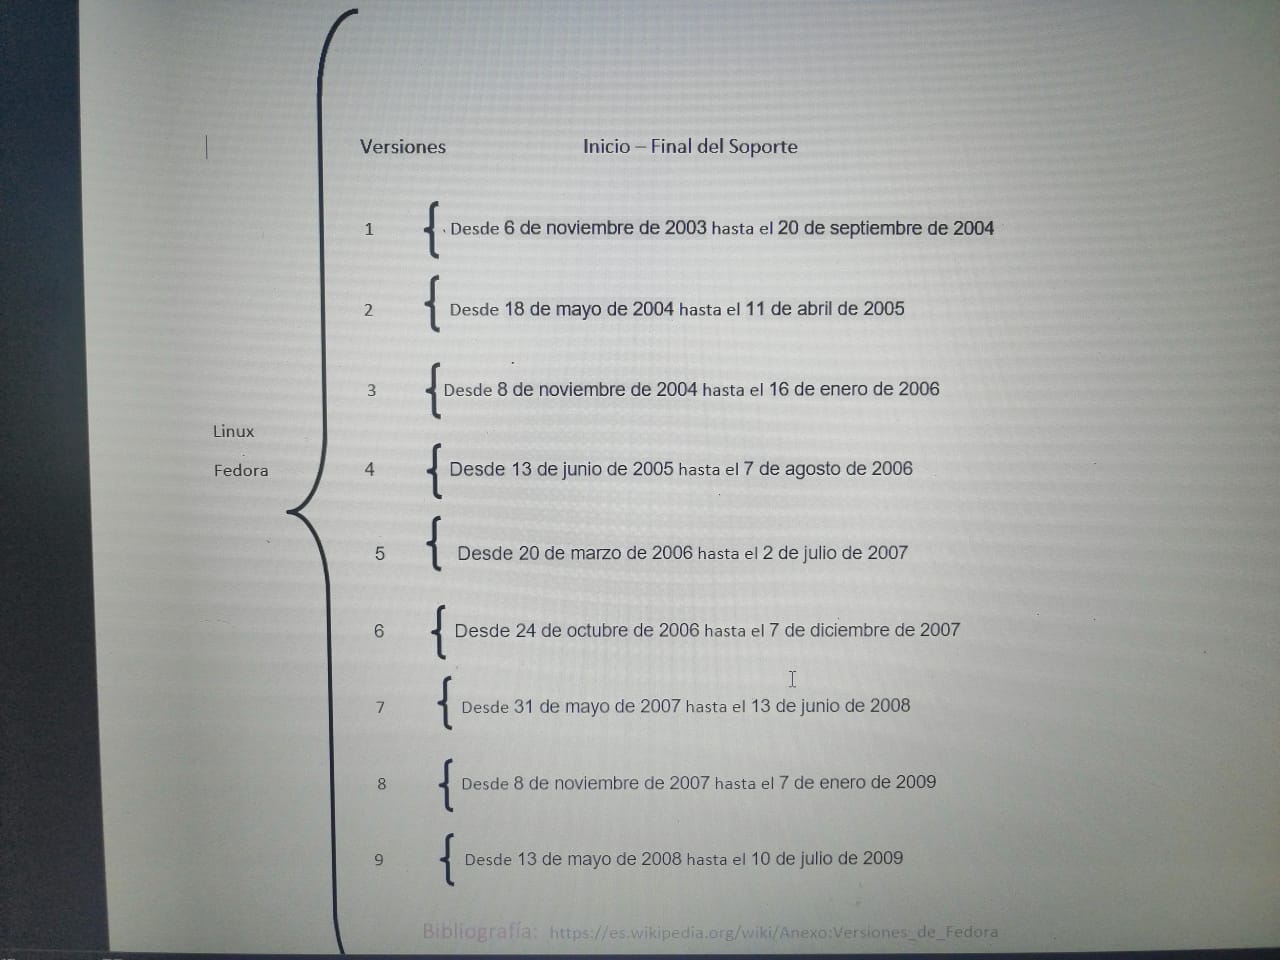 Versiones Inicio – Final del Soporte
1 Desde 6 de noviembre de 2003 hasta el 20 de septiembre de 2004
2 Desde 18 de mayo de 2004 hasta el 11 de abril de 2005
3 Desde 8 de noviembre de 2004 hasta el 16 de enero de 2006
Linux
Fedora
4 Desde 13 de junio de 2005 hasta el 7 de agosto de 2006
5 Desde 20 de marzo de 2006 hasta el 2 de julio de 2007
6 Desde 24 de octubre de 2006 hasta el 7 de diciembre de 2007
7 Desde 31 de mayo de 2007 hasta el 13 de junio de 2008
8 Desde 8 de noviembre de 2007 hasta el 7 de enero de 2009
9 Desde 13 de mayo de 2008 hasta el 10 de julio de 2009
Bibliografía: https://es.wikipedia.org/wiki/Anexo:Versiones_de_Fedora